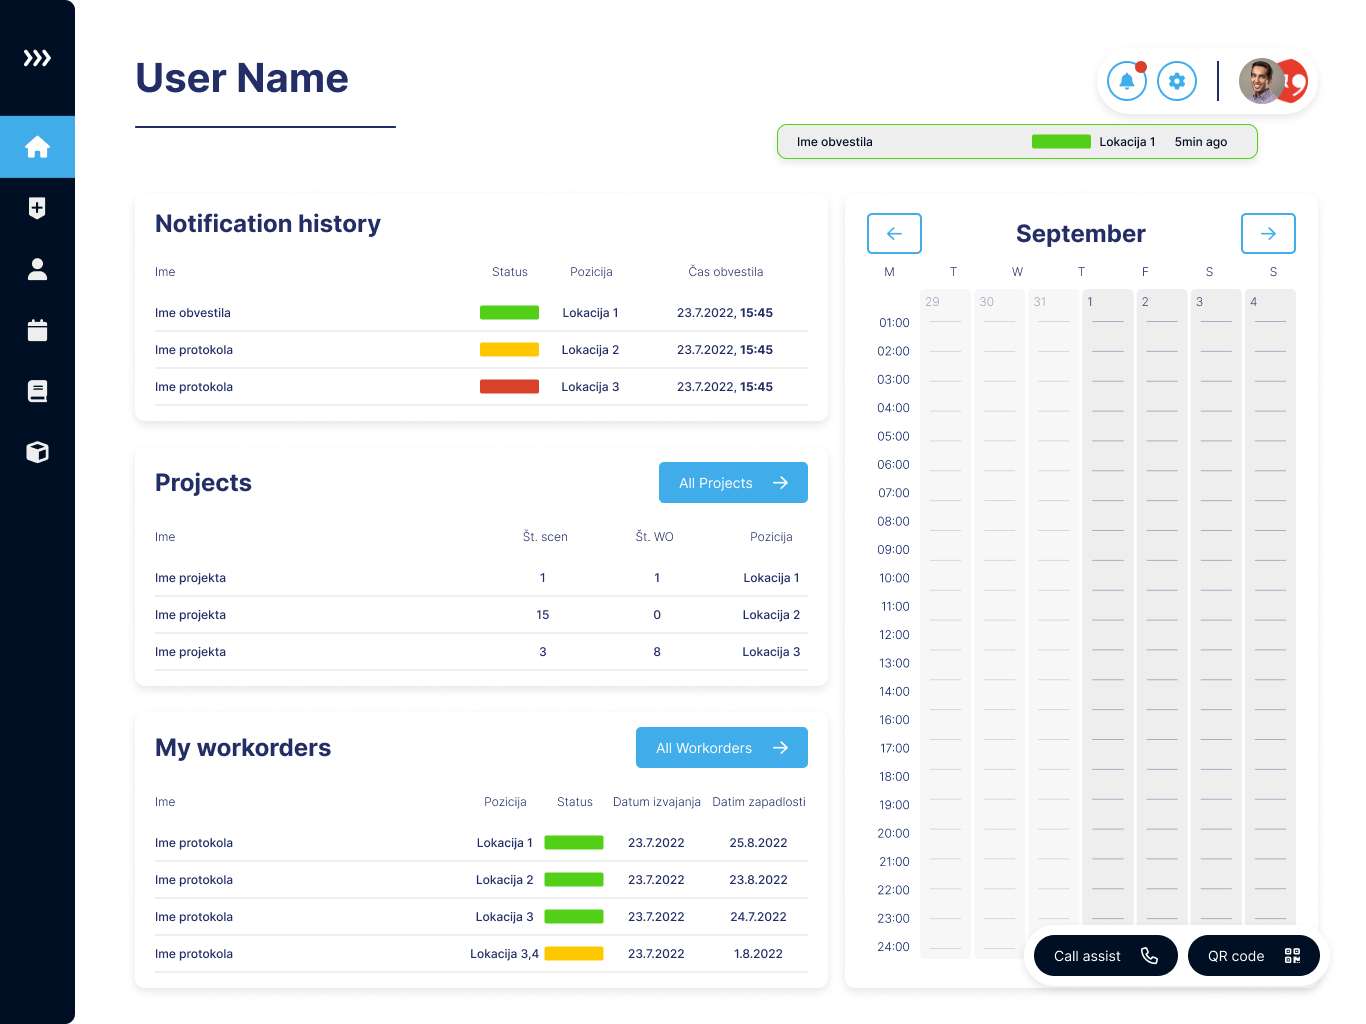 User Name
Ime obvestila Lokacija 1 5min ago
Notification history
Ime Status Pozicija Čas obvestila
Ime obvestila Lokacija 1 23.7.2022, 15:45
Ime protokola Lokacija 2 23.7.2022, 15:45
Ime protokola Lokacija 3 23.7.2022, 15:45
Projects
All Projects
Ime Št. scen Št. WO Pozicija
Ime projekta 1 1 Lokacija 1
Ime projekta 15 0 Lokacija 2
Ime projekta 3 8 Lokacija 3
My workorders
All Workorders
Ime Pozicija Status Datum izvajanja Datim zapadlosti
Ime protokola Lokacija 1 23.7.2022 25.8.2022
Ime protokola Lokacija 2 23.7.2022 23.8.2022
Ime protokola Lokacija 3 23.7.2022 24.7.2022
Ime protokola Lokacija 3,4 23.7.2022 1.8.2022
September
M T W T F S S
29 30 31 1 2 3 4
01:00
02:00
03:00
04:00
05:00
06:00
07:00
08:00
09:00
10:00
11:00
12:00
13:00
14:00
16:00
17:00
18:00
19:00
20:00
21:00
22:00
23:00
24:00
Call assist
QR code